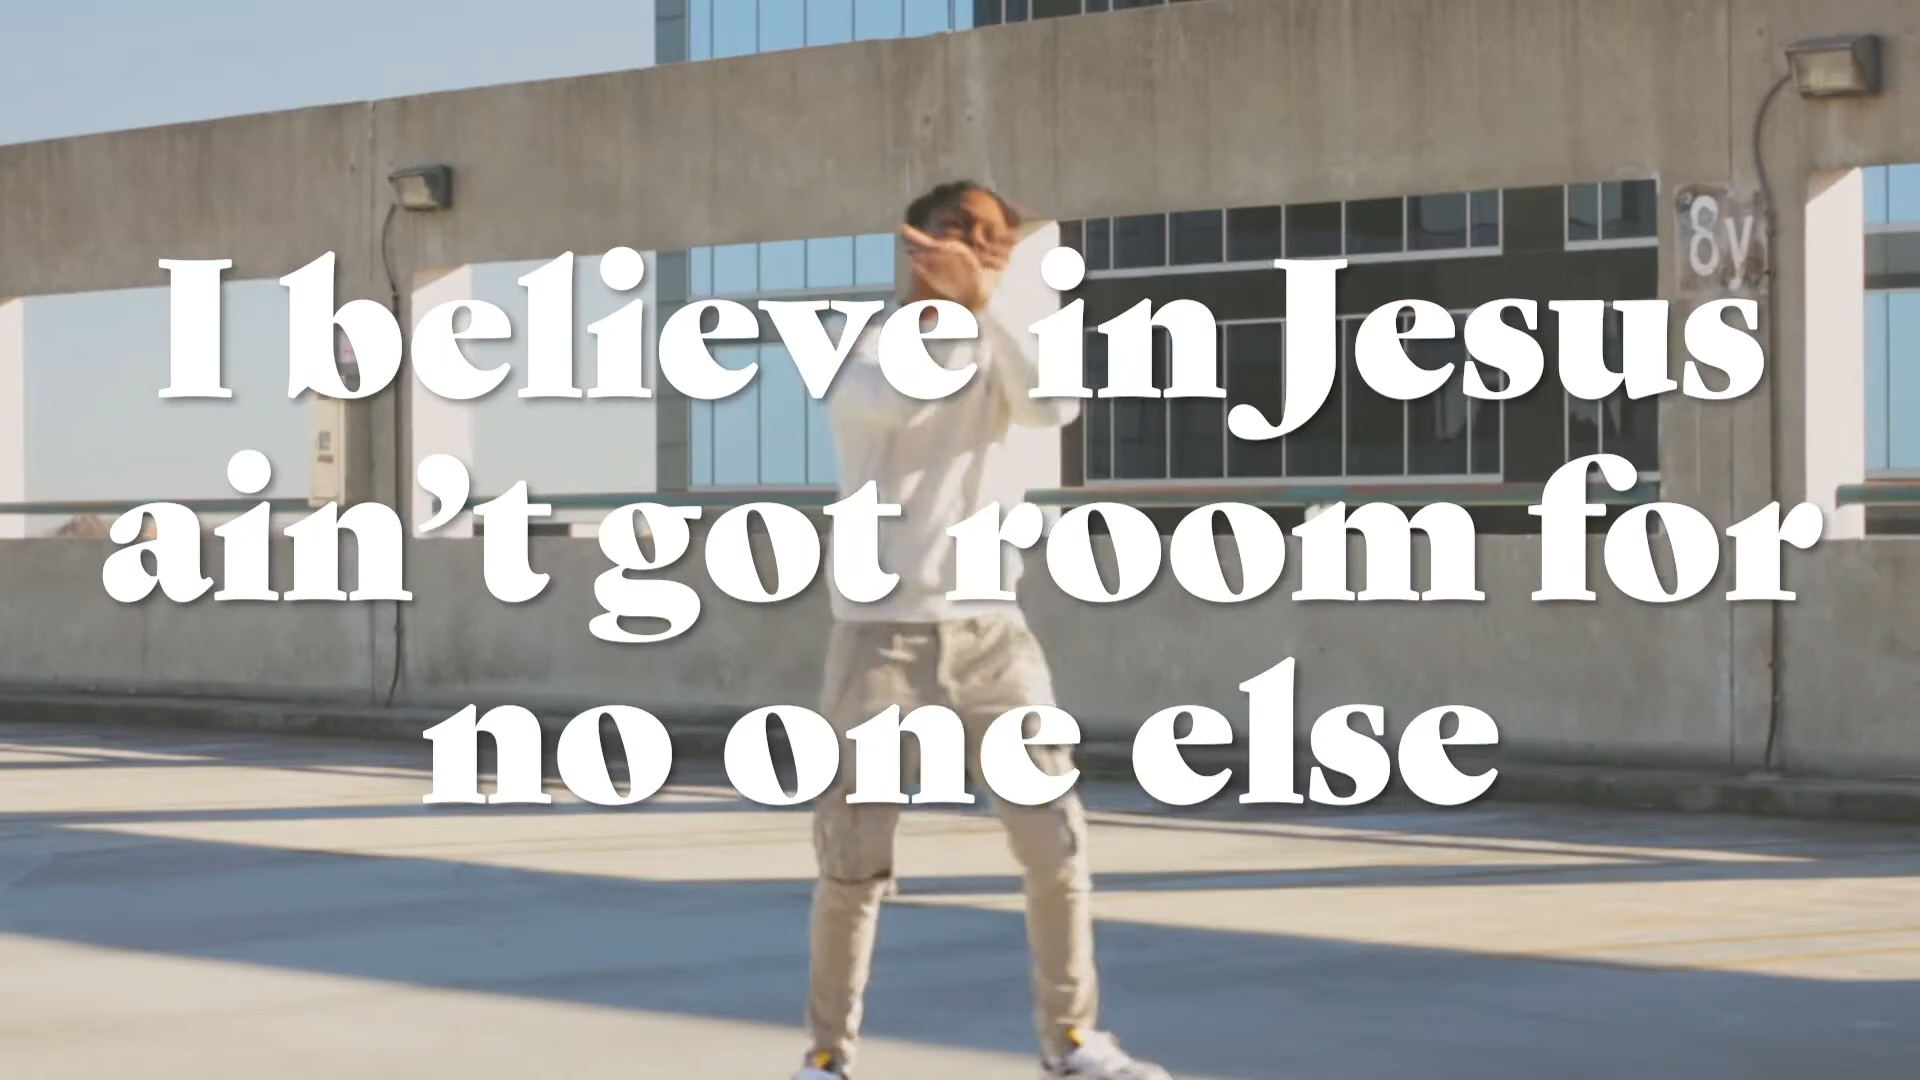 I believe in Jesus
ain't got room for
no one else